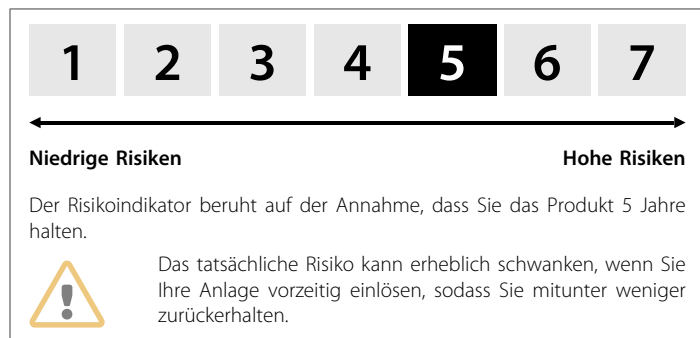 1 2 3 4 5 6 7
Niedrige Risiken Hohe Risiken
Der Risikoindikator beruht auf der Annahme, dass Sie das Produkt 5 Jahre
halten.
Das tatsächliche Risiko kann erheblich schwanken, wenn Sie
Ihre Anlage vorzeitig einlösen, sodass Sie mitunter weniger
zurückerhalten.